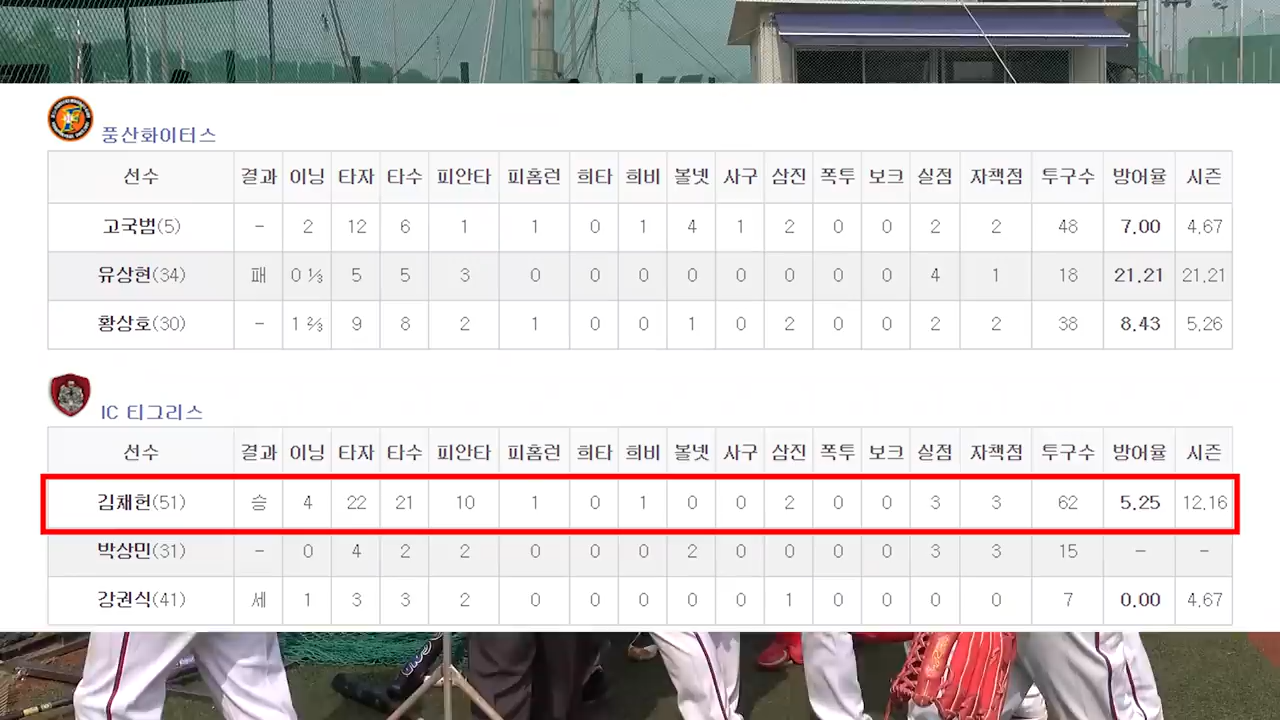 풍산화이터스
선수 결과 이닝 타자 타수 피안타 피홈런 희타 희비 볼넷 사구 삼진 폭투 보크 실점 자책점 투구수 방어율 시즌
고국범(5) - 2 12 6 1 1 0 1 4 1 2 0 0 2 2 48 7.00 4.67
유상현(34) 패 0 ⅓ 5 5 3 0 0 0 0 0 0 0 0 4 1 18 21.21 21.21
황상호(30) - 1 ⅔ 9 8 2 1 0 0 1 0 2 0 0 2 2 38 8.43 5.26
IC 티그리스
선수 결과 이닝 타자 타수 피안타 피홈런 희타 희비 볼넷 사구 삼진 폭투 보크 실점 자책점 투구수 방어율 시즌
김채헌(51) 승 4 22 21 10 1 0 1 0 0 2 0 0 3 3 62 5.25 12.16
박상민(31) - 0 4 2 2 0 0 0 2 0 0 0 0 3 3 15 - -
강권식(41) 세 1 3 3 2 0 0 0 0 0 1 0 0 0 0 7 0.00 4.67